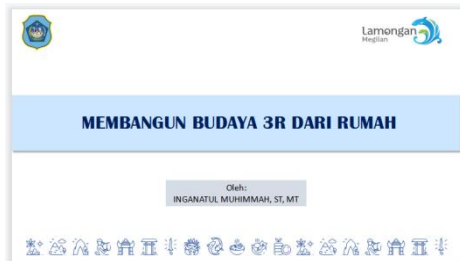 Lamongan
Megilan
MEMBANGUN BUDAYA 3R DARI RUMAH
Oleh:
INGANATUL MUHIMMAH, ST, MT